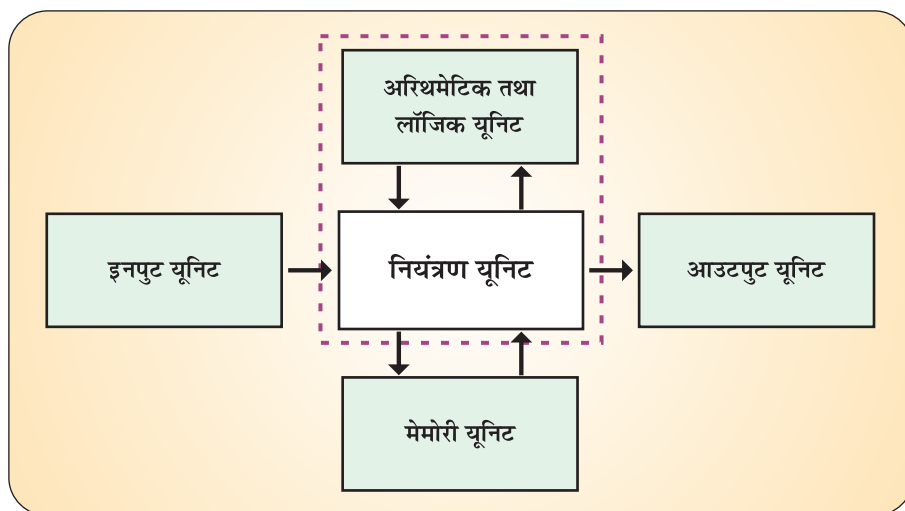 अरिथमेटिक तथा
लॉजिक यूनिट
इनपुट यूनिट
नियंत्रण यूनिट
आउटपुट यूनिट
मेमोरी यूनिट